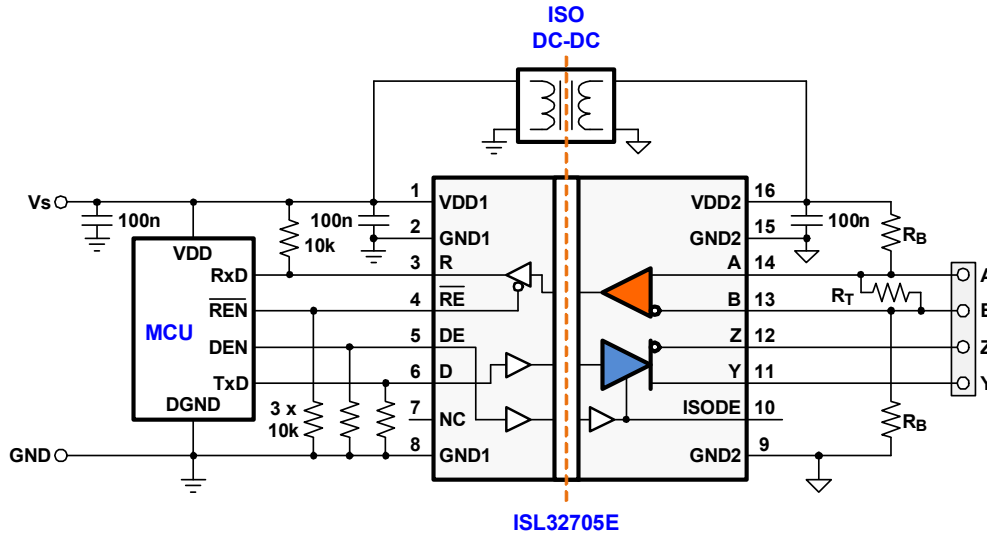 ISO
DC-DC
Vs
100n
VDD
10k
100n
1
VDD1
2
GND1
3
R
4
RE
5
DE
6
D
7
NC
8
GND1
MCU
RxD
REN
DEN
TxD
DGND
3 x
10k
GND
16
VDD2
15
GND2
14
A
13
B
12
Z
11
Y
10
ISODE
9
GND2
100n
RB
RT
RB
A
B
Z
Y
ISL32705E